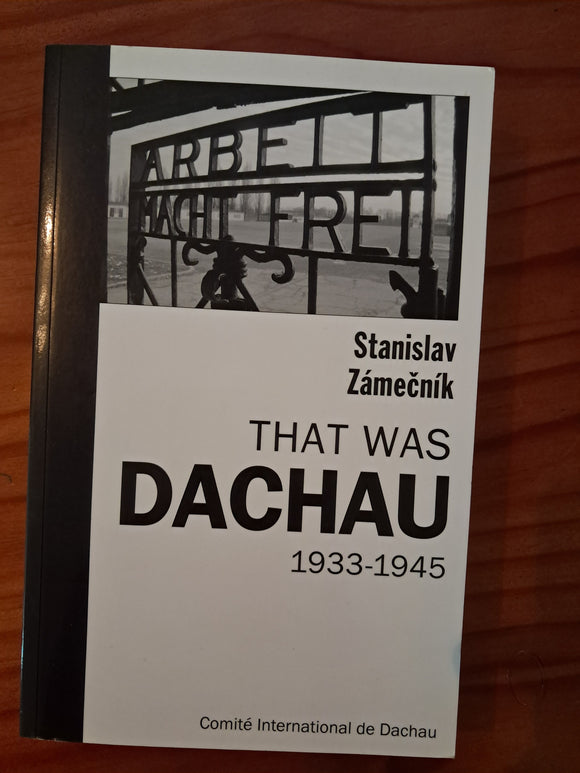 ARBEIT
MACHT FREI
Stanislav
Zámečník
THAT WAS
DACHAU
1933-1945
Comité International de Dachau